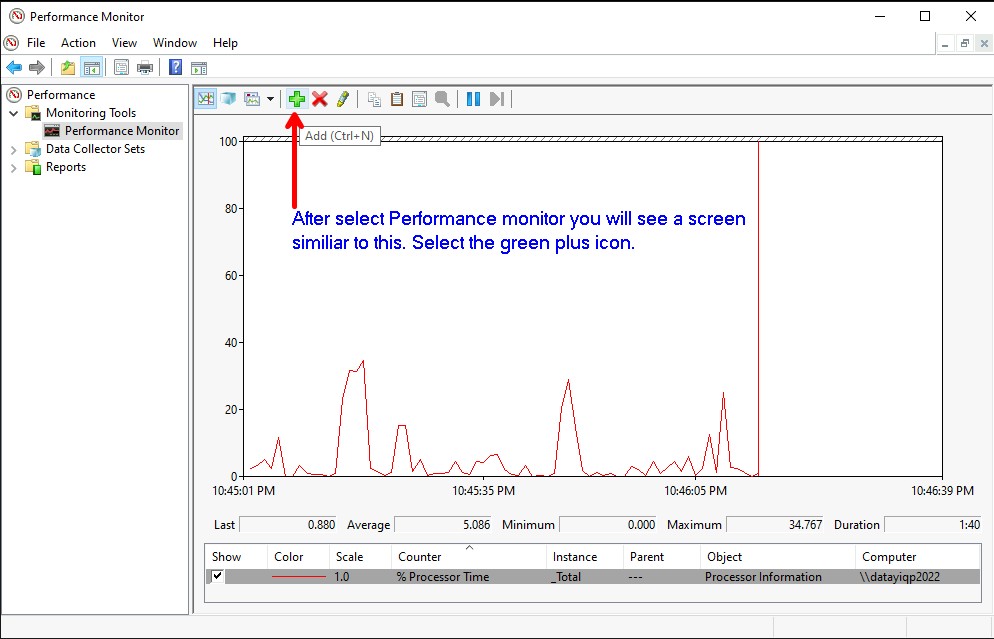 Performance Monitor
File Action View Window Help
Performance
Monitoring Tools
Performance Monitor
Data Collector Sets
Reports
Add (Ctrl+N)
After select Performance monitor you will see a screen
similiar to this. Select the green plus icon.
100
80
60
40
20
0
10:45:01 PM 10:45:35 PM 10:46:05 PM 10:46:39 PM
Last 0.880 Average 5.086 Minimum 0.000 Maximum 34.767 Duration 1:40
Show Color Scale Counter Instance Parent Object Computer
1.0 % Processor Time _Total --- Processor Information \\datayiqp2022